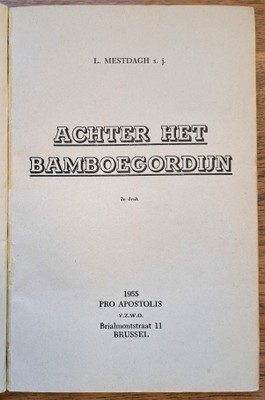 L. MESTDAGH s. j.
ACHTER HET
BAMBOEGORDIJN
2e druk
1955
PRO APOSTOLIS
v.z.w.o.
Brialmontstraat 11
BRUSSEL